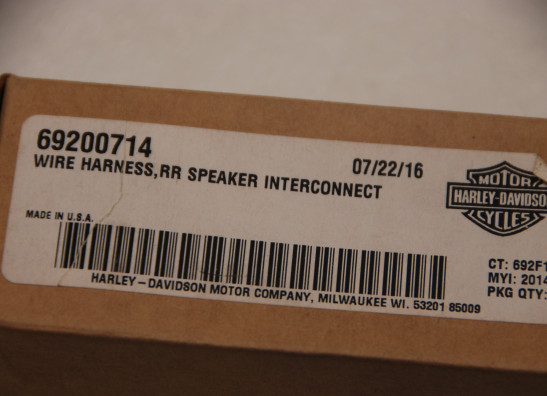 69200714
07/22/16
WIRE HARNESS,RR SPEAKER INTERCONNECT
MOTOR
HARLEY-DAVIDSO
CYCLES
MADE IN U.S.A.
CT: 692F1
MYI: 2014
PKG QTY:
HARLEY-DAVIDSON MOTOR COMPANY, MILWAUKEE WI. 53201 85009